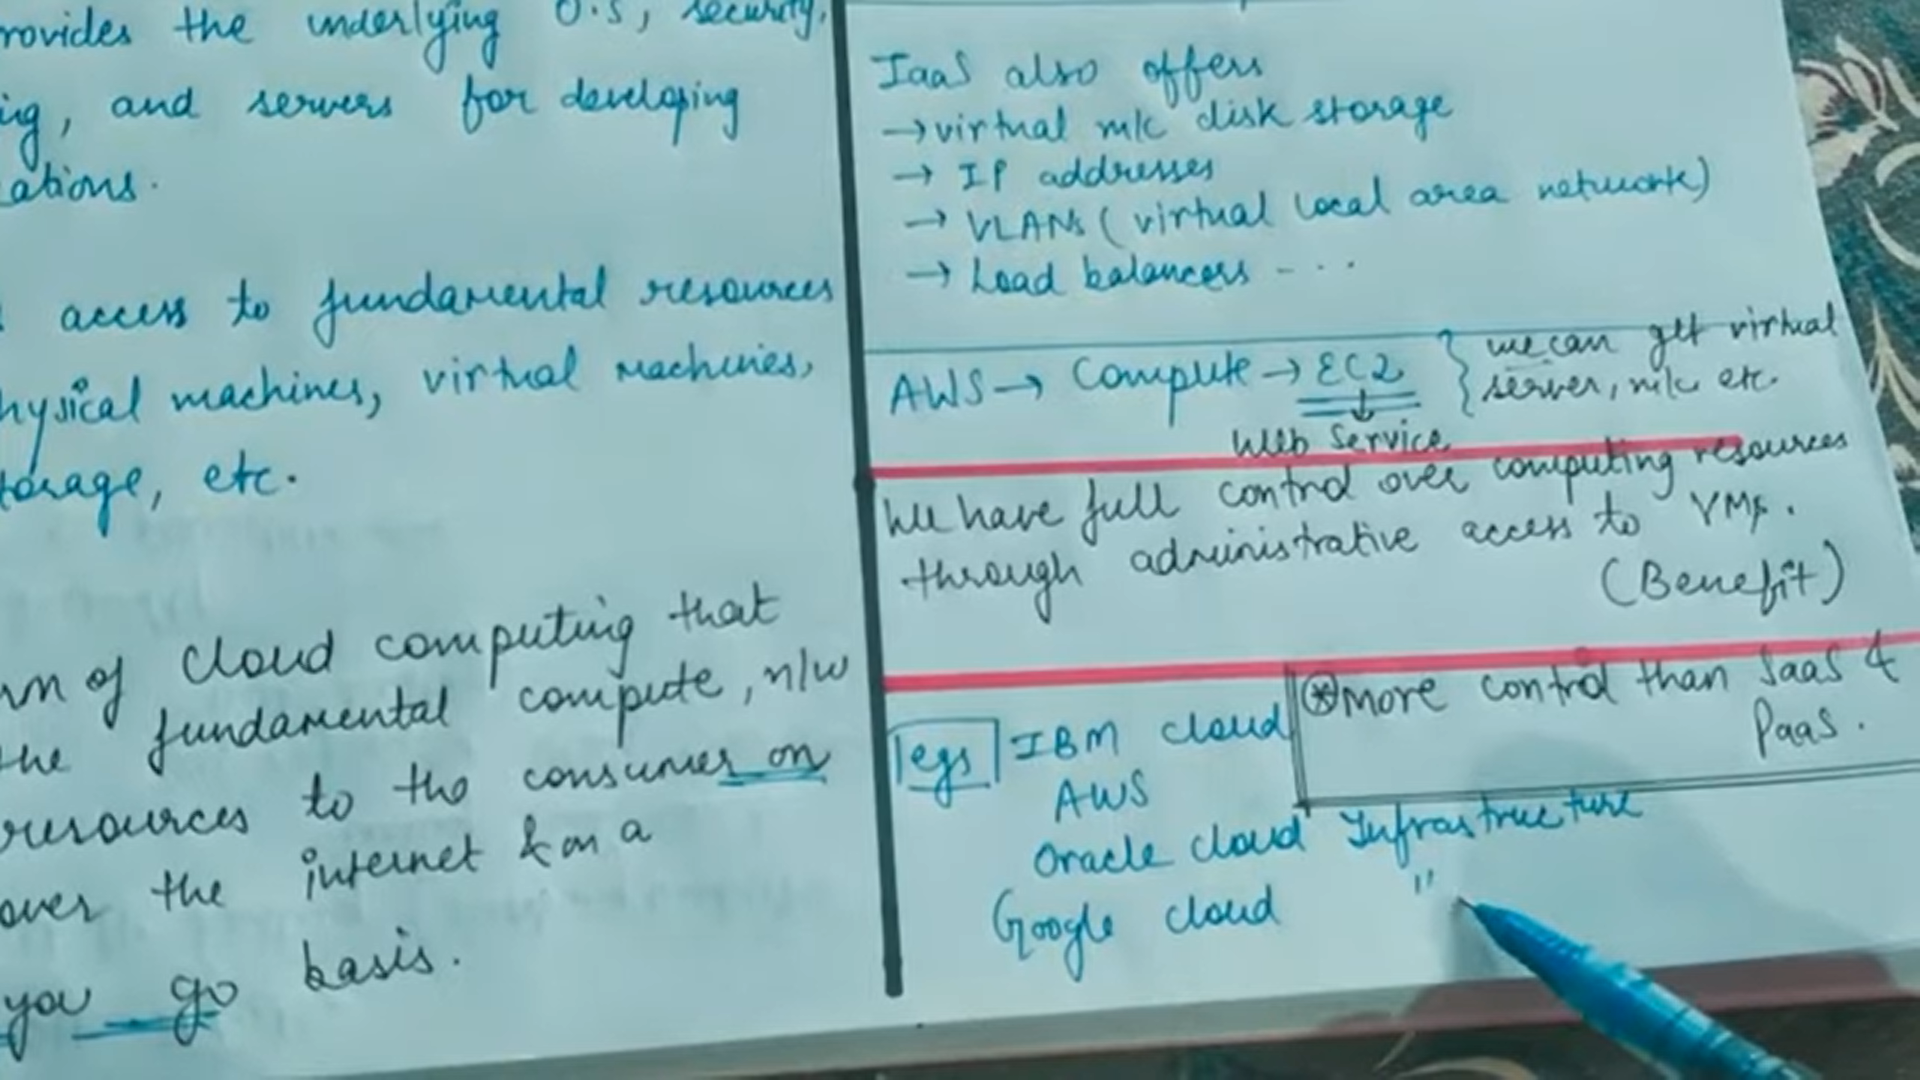 rovides the underlying O.S, security,
ing, and servers for developing
ations.
access to fundamental resources
hysical machines, virtual machines,
torage, etc.
rm of cloud computing that
the fundamental compute, n/w
resources to the consumer on
over the internet & on a
you go basis.
IaaS also offers
→ virtual m/c disk storage
→ IP addresses
→ VLANs (virtual local area network)
→ Load balancers - - - -
AWS → Compute → EC2 } we can get virtual
server, m/c etc.
↓
Web Service
We have full control over computing resources
through administrative access to VMs.
(Benefit)
* More control than SaaS &
PaaS.
egs IBM cloud
AWS
Oracle cloud Infrastructure
Google cloud "